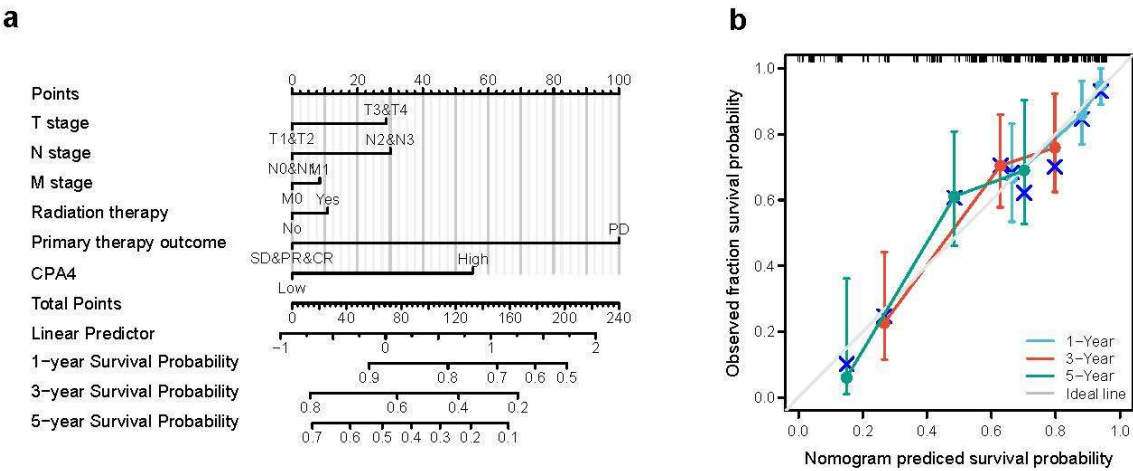 a
b
0 20 40 60 80 100
Points
T3&T4
T stage
T1&T2 N2&N3
N stage
N0&N1 M1
M stage
M0 Yes
Radiation therapy
No
Primary therapy outcome PD
SD&PR&CR High
CPA4
Low
Total Points
0 40 80 120 160 200 240
Linear Predictor
−1 0 1 2
1−year Survival Probability
0.9 0.8 0.7 0.6 0.5
3−year Survival Probability
0.8 0.6 0.4 0.2
5−year Survival Probability
0.7 0.6 0.5 0.4 0.3 0.2 0.1
Observed fraction survival probability
1.0
0.8
0.6
0.4
0.2
0.0
1−Year
3−Year
5−Year
Ideal line
0.0 0.2 0.4 0.6 0.8 1.0
Nomogram prediced survival probability